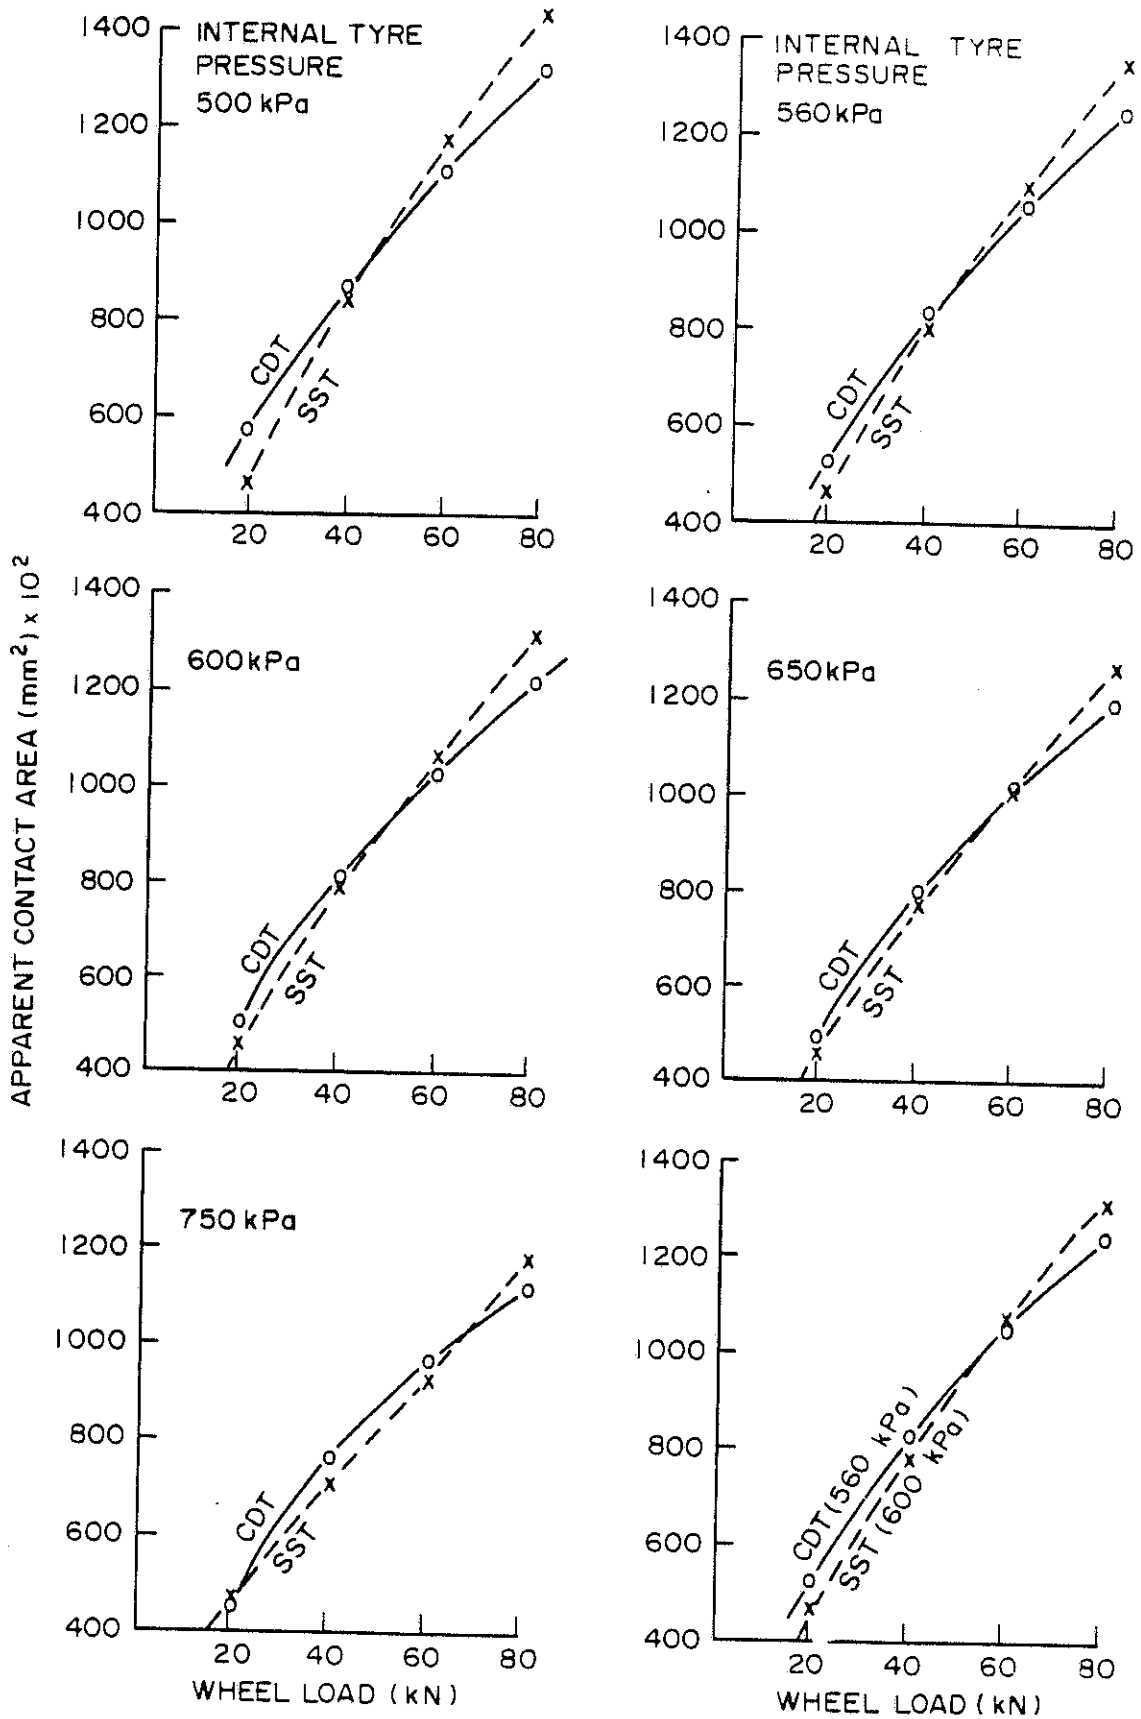 INTERNAL TYRE
PRESSURE
500 kPa
1400
1200
1000
800
600
400
CDT
SST
20 40 60 80
INTERNAL TYRE
PRESSURE
560 kPa
1400
1200
1000
800
600
400
CDT
SST
20 40 60 80
APPARENT CONTACT AREA (mm²) x 10²
600 kPa
1400
1200
1000
800
600
400
CDT
SST
20 40 60 80
650 kPa
1400
1200
1000
800
600
400
CDT
SST
20 40 60 80
750 kPa
1400
1200
1000
800
600
400
CDT
SST
20 40 60 80
WHEEL LOAD (kN)
1400
1200
1000
800
600
400
CDT (560 kPa)
SST (600 kPa)
20 40 60 80
WHEEL LOAD (kN)